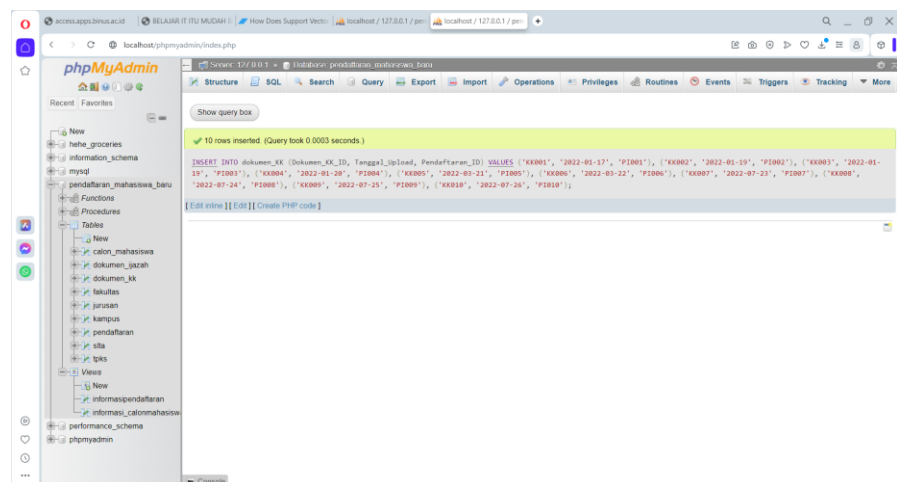 access.apps.binus.ac.id
BELAJAR IT ITU MUDAH
How Does Support Vecto
localhost / 127.0.0.1 / pen
localhost / 127.0.0.1 / pen
localhost/phpmyadmin/index.php
phpMyAdmin
Recent Favorites
New
hehe_groceries
information_schema
mysql
pendaftaran_mahasiswa_baru
Functions
Procedures
Tables
New
calon_mahasiswa
dokumen_ijazah
dokumen_kk
fakultas
jurusan
kampus
pendaftaran
slta
tpks
Views
New
informasipendaftaran
informasi_calonmahasisw
performance_schema
phpmyadmin
Server: 127.0.0.1 » Database: pendaftaran_mahasiswa_baru
Structure SQL Search Query Export Import Operations Privileges Routines Events Triggers Tracking More
Show query box
10 rows inserted. (Query took 0.0003 seconds.)
INSERT INTO dokumen_KK (Dokumen_KK_ID, Tanggal_Upload, Pendaftaran_ID) VALUES ('KK001', '2022-01-17', 'PI001'), ('KK002', '2022-01-19', 'PI002'), ('KK003', '2022-01-
19', 'PI003'), ('KK004', '2022-01-20', 'PI004'), ('KK005', '2022-03-21', 'PI005'), ('KK006', '2022-03-22', 'PI006'), ('KK007', '2022-07-23', 'PI007'), ('KK008',
'2022-07-24', 'PI008'), ('KK009', '2022-07-25', 'PI009'), ('KK010', '2022-07-26', 'PI010');
[ Edit inline ] [ Edit ] [ Create PHP code ]
Console